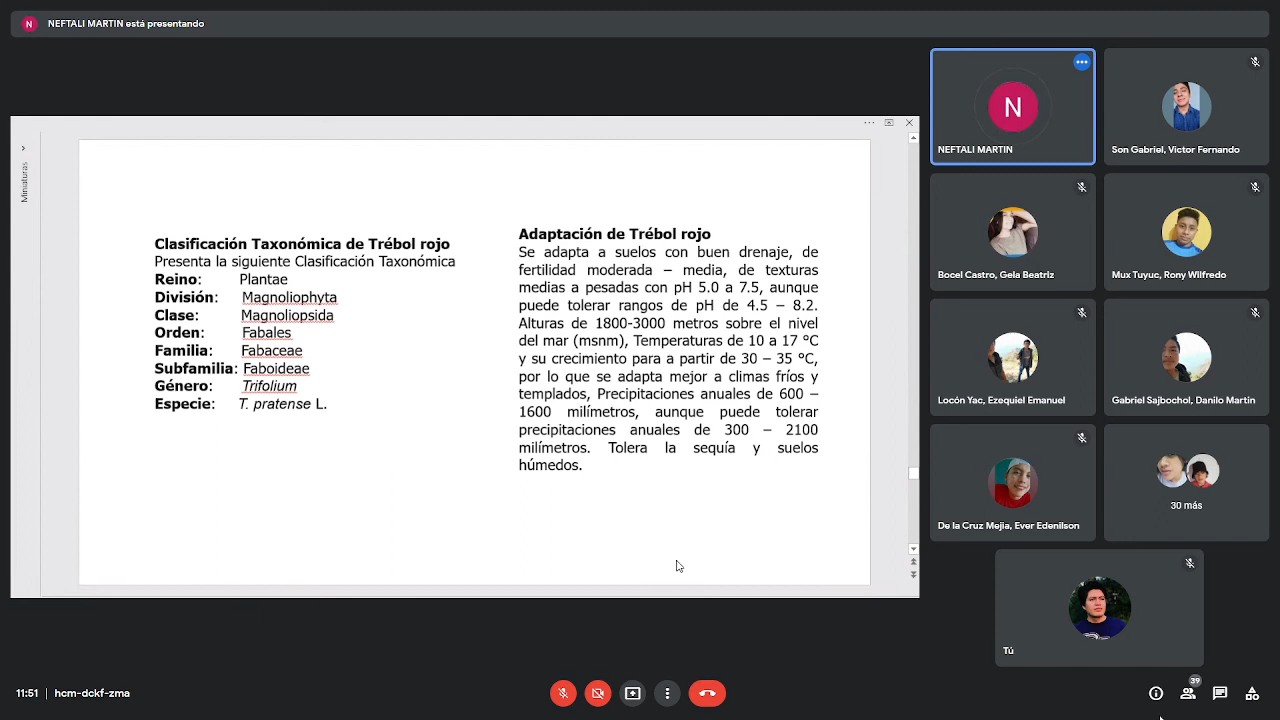 N NEFTALI MARTIN está presentando
Miniaturas
Clasificación Taxonómica de Trébol rojo
Presenta la siguiente Clasificación Taxonómica
Reino: Plantae
División: Magnoliophyta
Clase: Magnoliopsida
Orden: Fabales
Familia: Fabaceae
Subfamilia: Faboideae
Género: Trifolium
Especie: T. pratense L.
Adaptación de Trébol rojo
Se adapta a suelos con buen drenaje, de
fertilidad moderada – media, de texturas
medias a pesadas con pH 5.0 a 7.5, aunque
puede tolerar rangos de pH de 4.5 – 8.2.
Alturas de 1800-3000 metros sobre el nivel
del mar (msnm), Temperaturas de 10 a 17 °C
y su crecimiento para a partir de 30 – 35 °C,
por lo que se adapta mejor a climas fríos y
templados, Precipitaciones anuales de 600 –
1600 milímetros, aunque puede tolerar
precipitaciones anuales de 300 – 2100
milímetros. Tolera la sequía y suelos
húmedos.
N
NEFTALI MARTIN
Son Gabriel, Victor Fernando
Bocel Castro, Gela Beatriz
Mux Tuyuc, Rony Wilfredo
Locón Yac, Ezequiel Emanuel
Gabriel Sajbochol, Danilo Martin
De la Cruz Mejia, Ever Edenilson
30 más
Tú
11:51 | hcm-dckf-zma
39